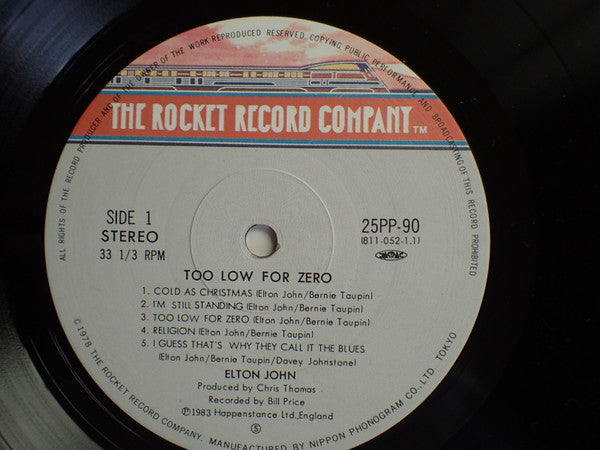 ALL RIGHTS OF THE RECORD PRODUCER AND OF THE OWNER OF THE WORK REPRODUCED RESERVED. COPYING, PUBLIC PERFORMANCE AND BROADCASTING OF THIS RECORD PROHIBITED
THE ROCKET RECORD COMPANY TM
SIDE 1
STEREO
33 1/3 RPM
25PP-90
(811-052-1.1)
TOO LOW FOR ZERO
1. COLD AS CHRISTMAS (Elton John/Bernie Taupin)
2. I'M STILL STANDING (Elton John/Bernie Taupin)
3. TOO LOW FOR ZERO (Elton John/Bernie Taupin)
4. RELIGION (Elton John/Bernie Taupin)
5. I GUESS THAT'S WHY THEY CALL IT THE BLUES
(Elton John/Bernie Taupin/Davey Johnstone)
ELTON JOHN
Produced by Chris Thomas
Recorded by Bill Price
Ⓟ1983 Happenstance Ltd.,England
Ⓢ
©1978 THE ROCKET RECORD COMPANY. MANUFACTURED BY NIPPON PHONOGRAM CO.,LTD. TOKYO